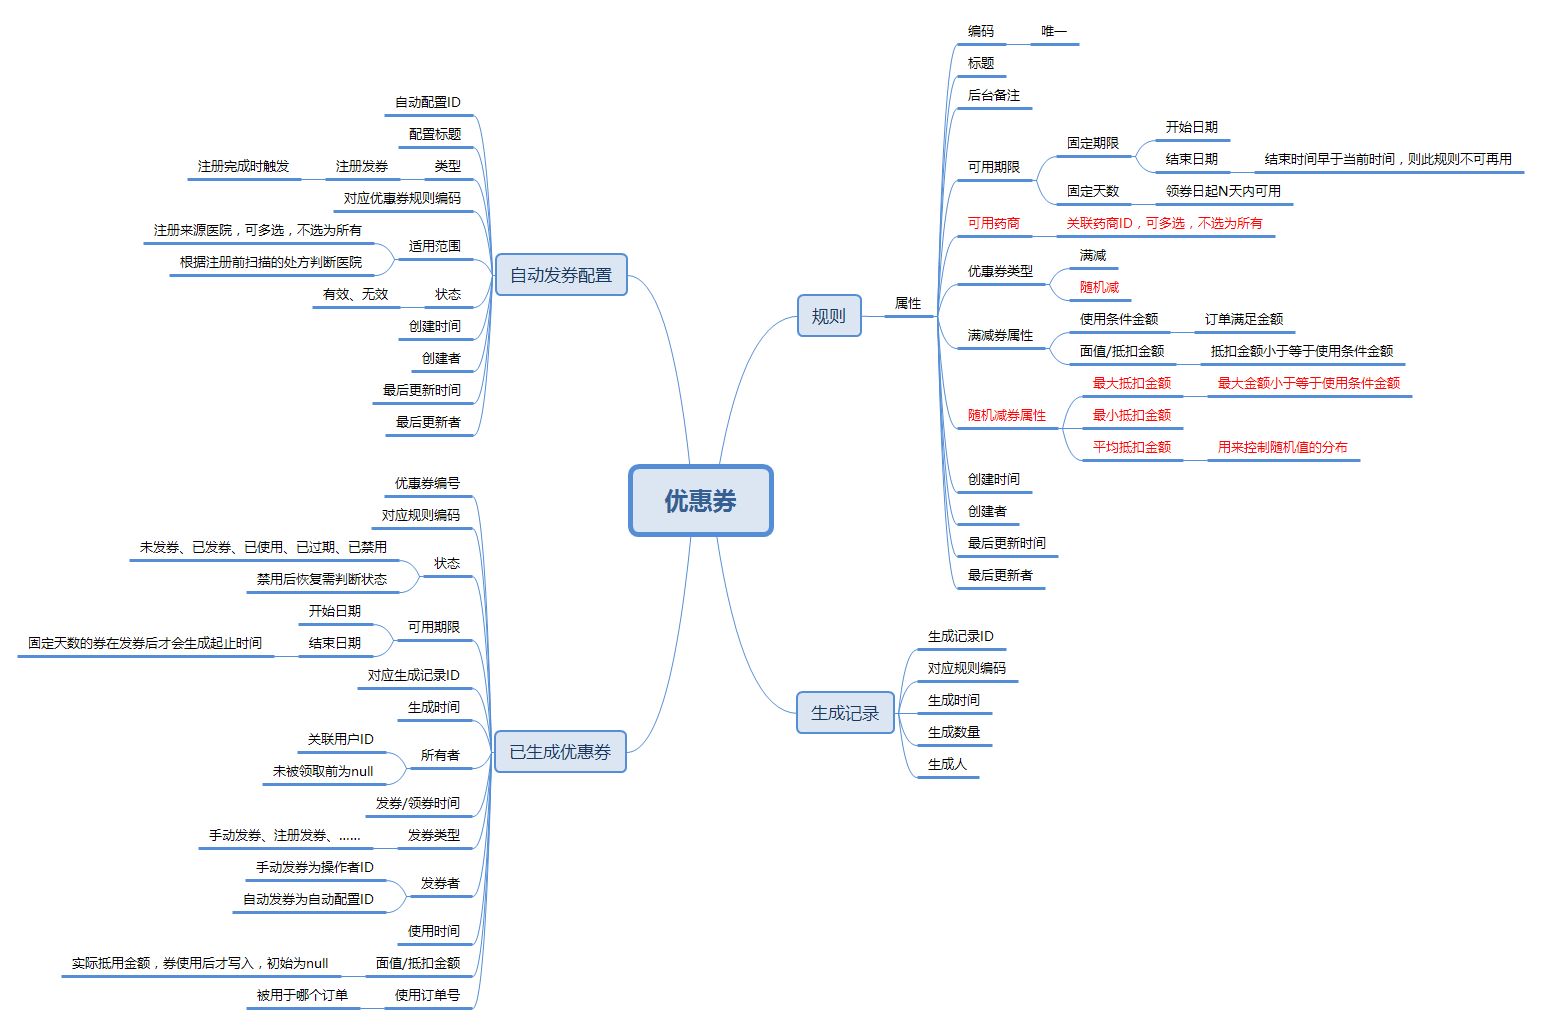 优惠券
规则
属性
编码
唯一
标题
后台备注
可用期限
固定期限
开始日期
结束日期
结束时间早于当前时间，则此规则不可再用
固定天数
领券日起N天内可用
可用药商
关联药商ID，可多选，不选为所有
优惠券类型
满减
随机减
满减券属性
使用条件金额
订单满足金额
面值/抵扣金额
抵扣金额小于等于使用条件金额
随机减券属性
最大抵扣金额
最大金额小于等于使用条件金额
最小抵扣金额
平均抵扣金额
用来控制随机值的分布
创建时间
创建者
最后更新时间
最后更新者
生成记录
生成记录ID
对应规则编码
生成时间
生成数量
生成人
自动发券配置
自动配置ID
配置标题
类型
注册发券
注册完成时触发
对应优惠券规则编码
适用范围
注册来源医院，可多选，不选为所有
根据注册前扫描的处方判断医院
状态
有效、无效
创建时间
创建者
最后更新时间
最后更新者
已生成优惠券
优惠券编号
对应规则编码
状态
未发券、已发券、已使用、已过期、已禁用
禁用后恢复需判断状态
可用期限
开始日期
结束日期
固定天数的券在发券后才会生成起止时间
对应生成记录ID
生成时间
所有者
关联用户ID
未被领取前为null
发券/领券时间
发券类型
手动发券、注册发券、……
发券者
手动发券为操作者ID
自动发券为自动配置ID
使用时间
面值/抵扣金额
实际抵用金额，券使用后才写入，初始为null
使用订单号
被用于哪个订单